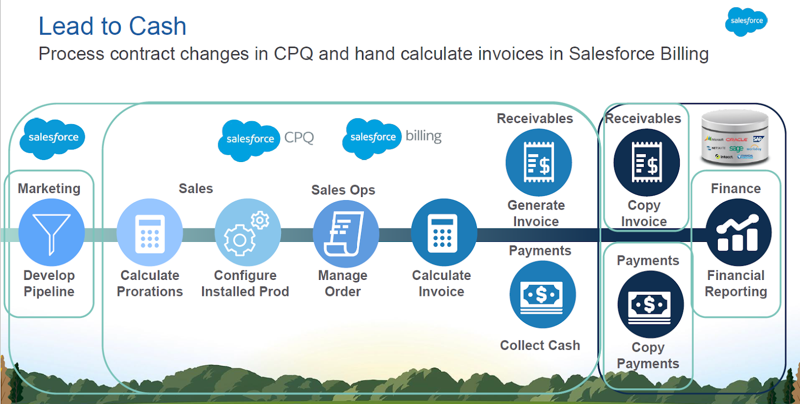 Lead to Cash
Process contract changes in CPQ and hand calculate invoices in Salesforce Billing
salesforce
salesforce
salesforce CPQ
salesforce billing
Receivables
Receivables
ORACLE
SAP
sage
intacct
Marketing
Sales
Sales Ops
Finance
Generate
Invoice
Copy
Invoice
Develop
Pipeline
Calculate
Prorations
Configure
Installed Prod
Manage
Order
Calculate
Invoice
Payments
Payments
Financial
Reporting
Collect Cash
Copy
Payments